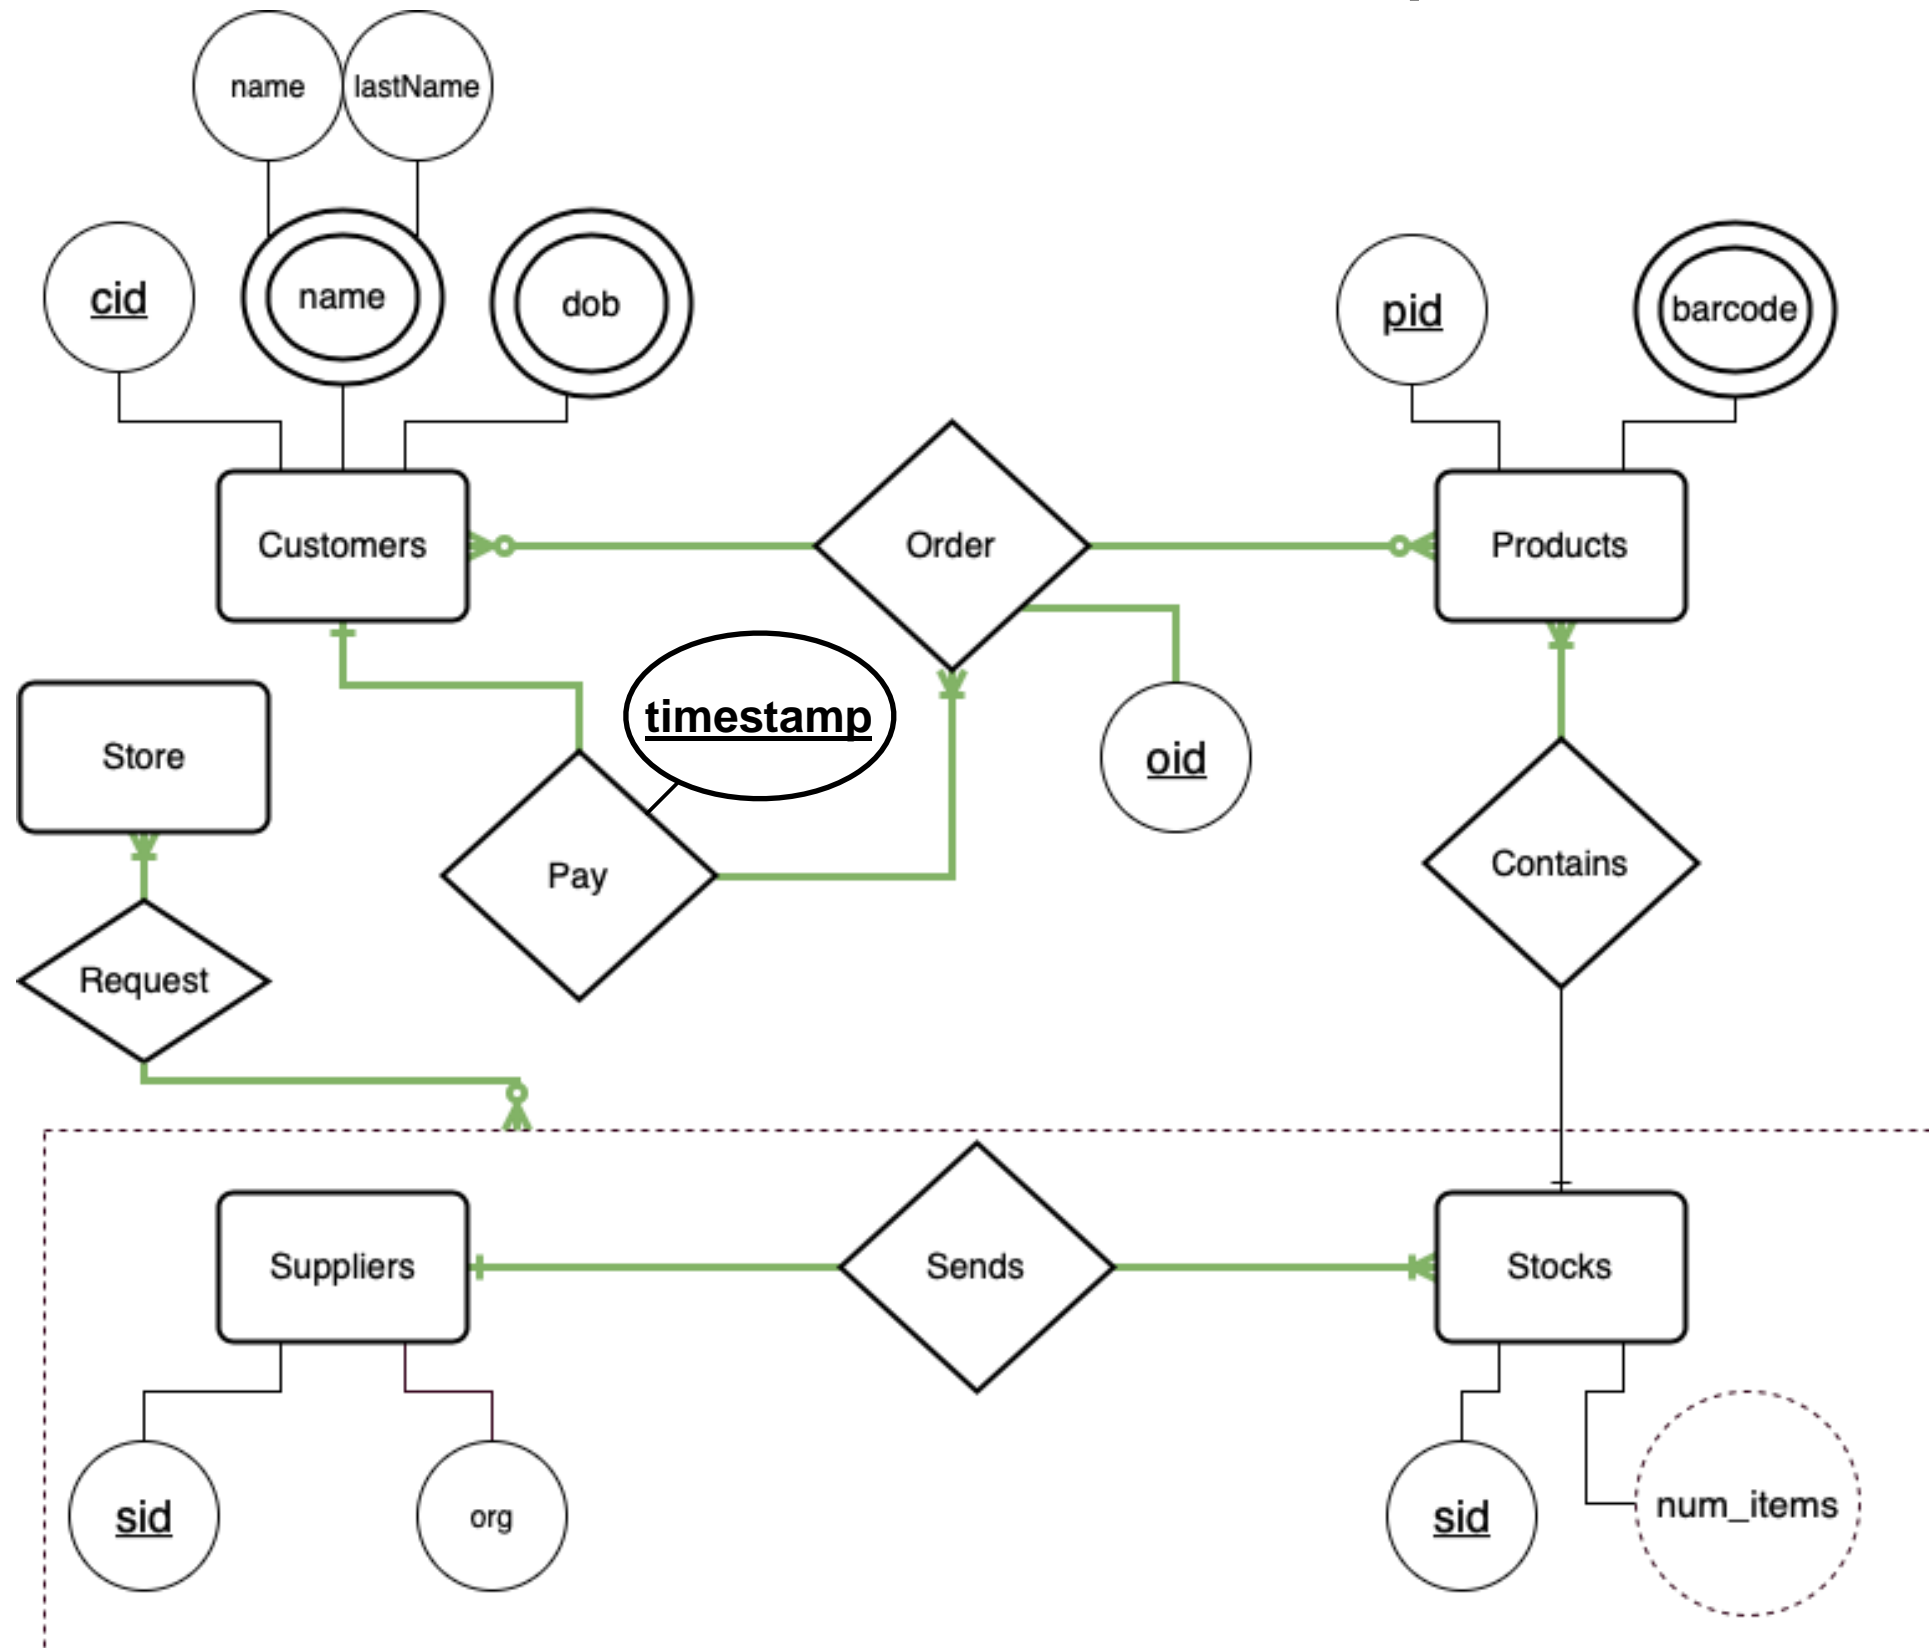 name
lastName
cid
name
dob
pid
barcode
Customers
Order
Products
Store
timestamp
oid
Pay
Contains
Request
Suppliers
Sends
Stocks
sid
org
sid
num_items